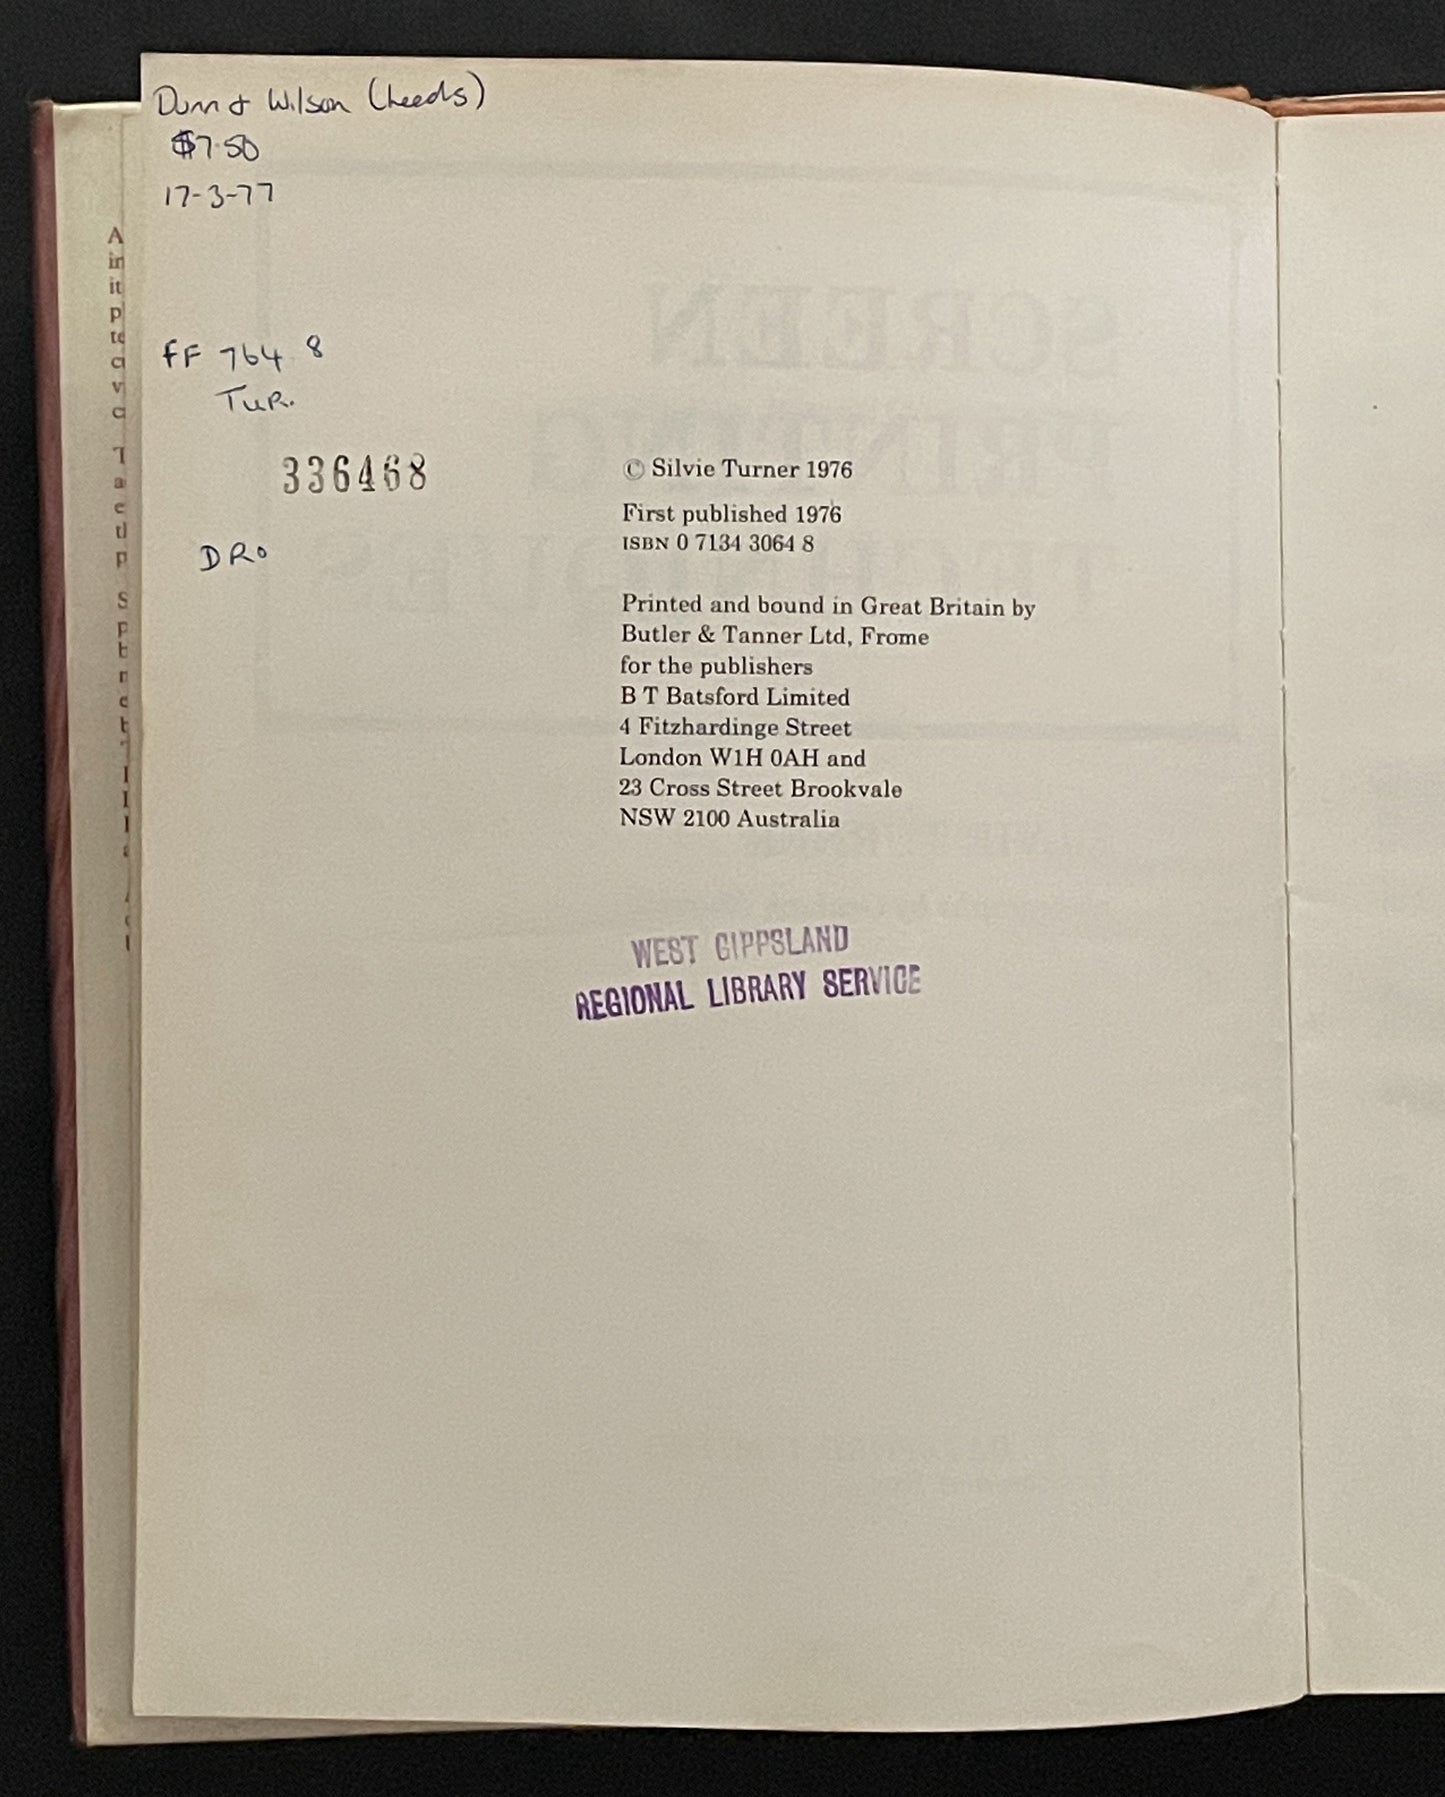 Dunn & Wilson (Leeds)
$7.50
17-3-77
FF 764 8
TUR.
336468
DRO
© Silvie Turner 1976
First published 1976
ISBN 0 7134 3064 8
Printed and bound in Great Britain by
Butler & Tanner Ltd, Frome
for the publishers
B T Batsford Limited
4 Fitzhardinge Street
London W1H 0AH and
23 Cross Street Brookvale
NSW 2100 Australia
WEST GIPPSLAND
REGIONAL LIBRARY SERVICE
SCREEN
PRINTING
TECHNIQUES